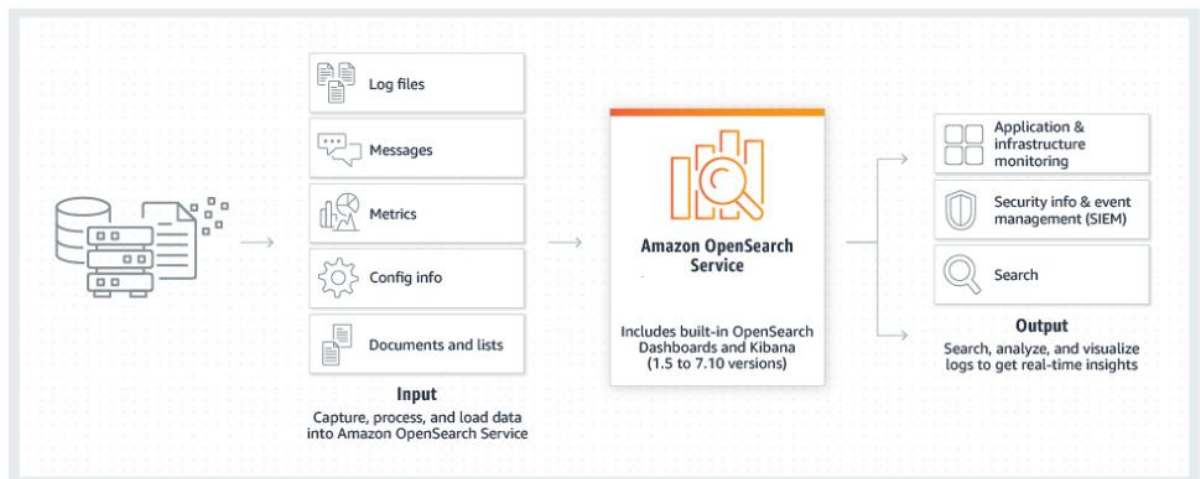 Log files
Messages
Metrics
Config info
Documents and lists
Input
Capture, process, and load data
into Amazon OpenSearch Service
Amazon OpenSearch
Service
Includes built-in OpenSearch
Dashboards and Kibana
(1.5 to 7.10 versions)
Application &
infrastructure
monitoring
Security info & event
management (SIEM)
Search
Output
Search, analyze, and visualize
logs to get real-time insights